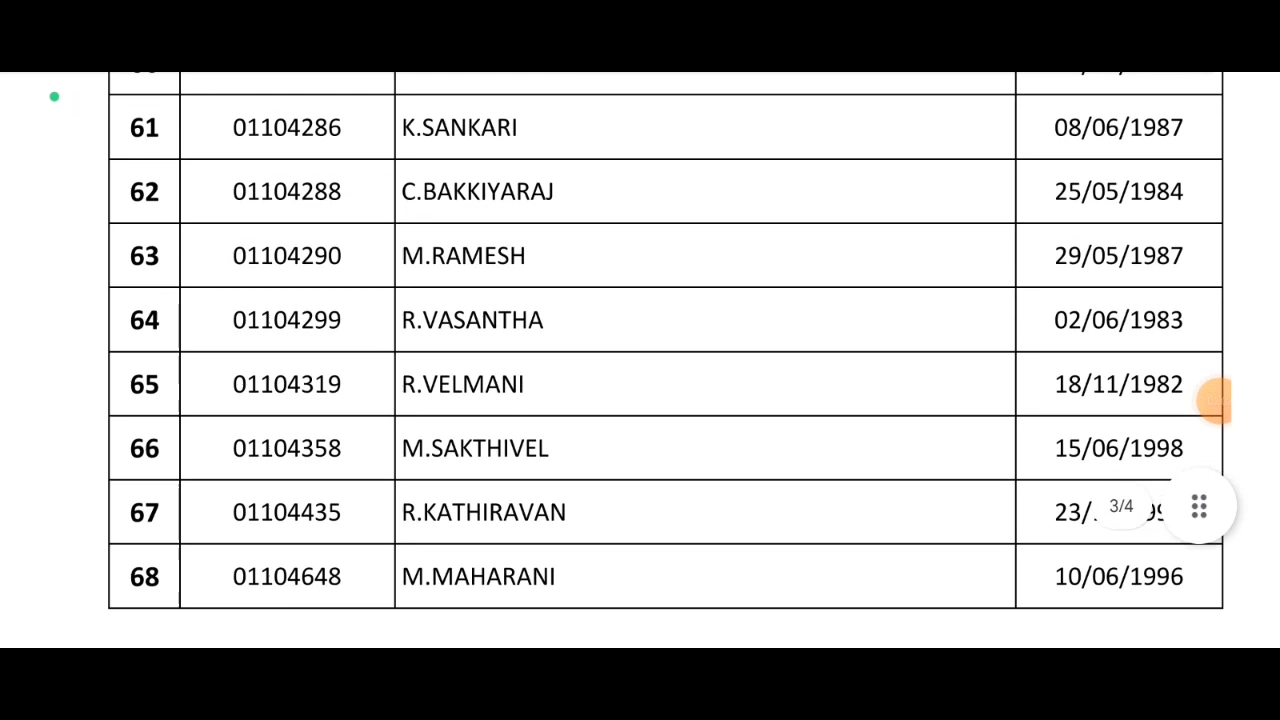 61 01104286 K.SANKARI 08/06/1987
62 01104288 C.BAKKIYARAJ 25/05/1984
63 01104290 M.RAMESH 29/05/1987
64 01104299 R.VASANTHA 02/06/1983
65 01104319 R.VELMANI 18/11/1982
66 01104358 M.SAKTHIVEL 15/06/1998
67 01104435 R.KATHIRAVAN
3/4
68 01104648 M.MAHARANI 10/06/1996